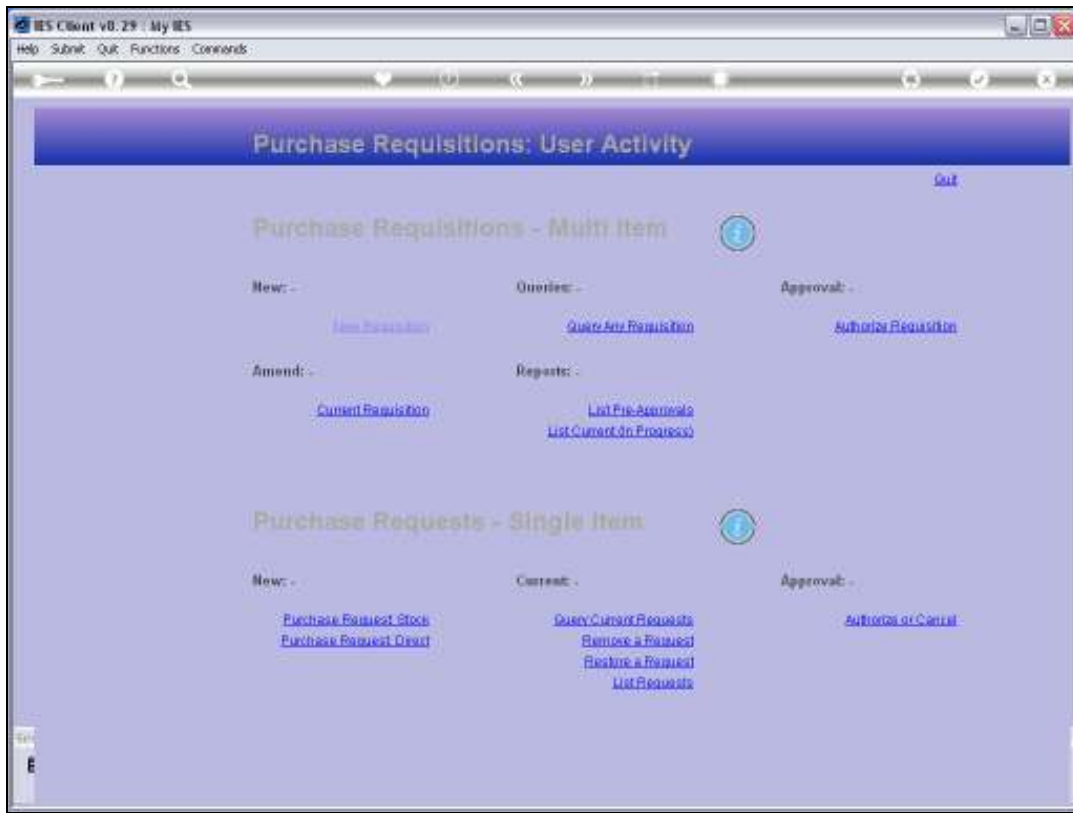 IES Client v0.29 : My IES
Help Submit Quit Functions Commands
Purchase Requisitions: User Activity
Quit
Purchase Requisitions - Multi Item
New: - Queries: - Approval: -
New Requisition Query Any Requisition Authorize Requisition
Amend: - Reports: -
Current Requisition List Pre-Approvals
List Current (In Progress)
Purchase Requests - Single Item
New: - Current: - Approval: -
Purchase Request Stock Query Current Requests Authorize or Cancel
Purchase Request Direct Remove a Request
Restore a Request
List Requests